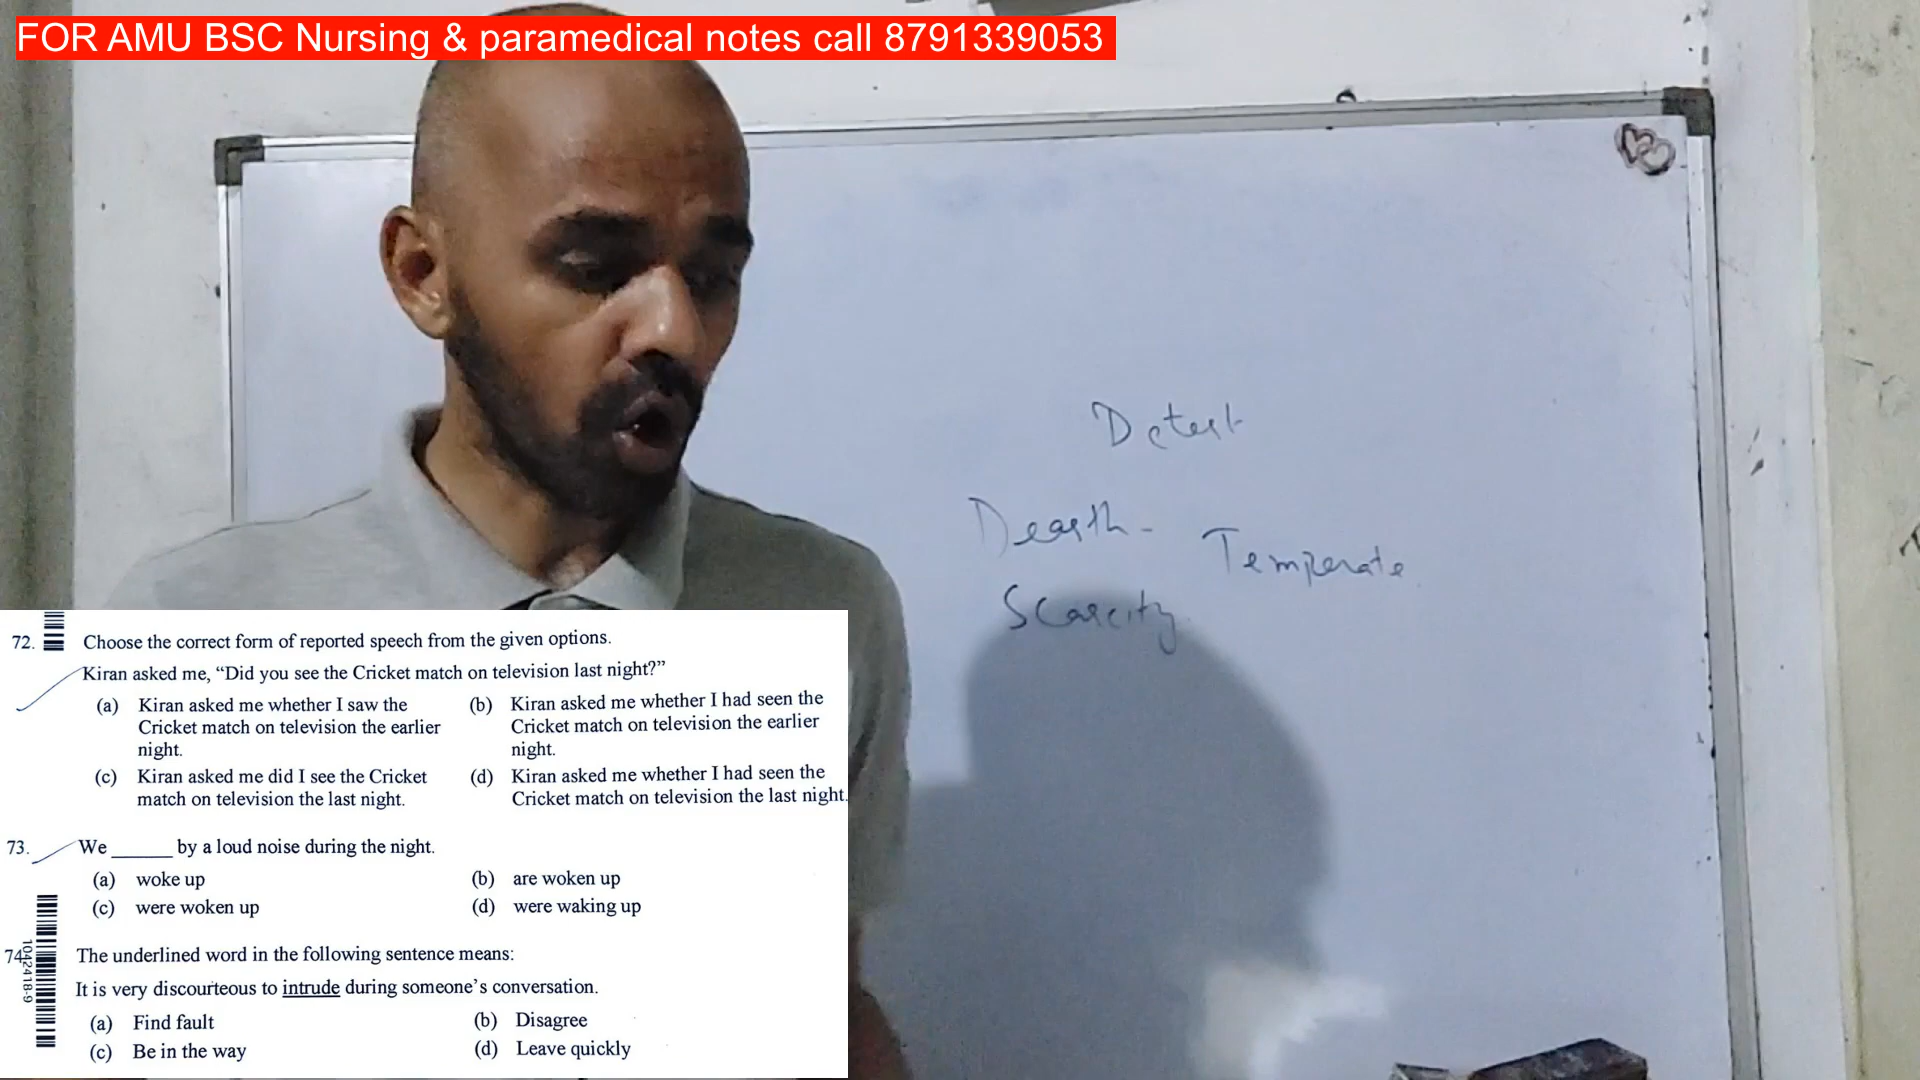 FOR AMU BSC Nursing & paramedical notes call 8791339053
Detest
Dearth -
Temperate
Scarcity
72. Choose the correct form of reported speech from the given options.
Kiran asked me, “Did you see the Cricket match on television last night?”
(a) Kiran asked me whether I saw the
Cricket match on television the earlier
night.
(b) Kiran asked me whether I had seen the
Cricket match on television the earlier
night.
(c) Kiran asked me did I see the Cricket
match on television the last night.
(d) Kiran asked me whether I had seen the
Cricket match on television the last night.
73. We ______ by a loud noise during the night.
(a) woke up
(b) are woken up
(c) were woken up
(d) were waking up
74. The underlined word in the following sentence means:
It is very discourteous to intrude during someone’s conversation.
(a) Find fault
(b) Disagree
(c) Be in the way
(d) Leave quickly
1042418-9